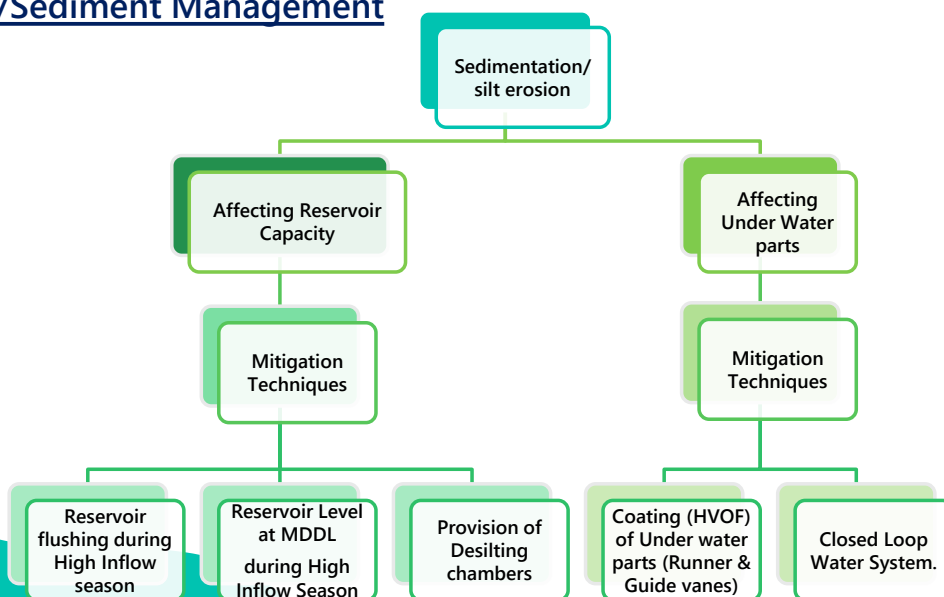 /Sediment Management
Sedimentation/
silt erosion
Affecting Reservoir
Capacity
Affecting
Under Water
parts
Mitigation
Techniques
Mitigation
Techniques
Reservoir
flushing during
High Inflow
season
Reservoir Level
at MDDL
during High
Inflow Season
Provision of
Desilting
chambers
Coating (HVOF)
of Under water
parts (Runner &
Guide vanes)
Closed Loop
Water System.